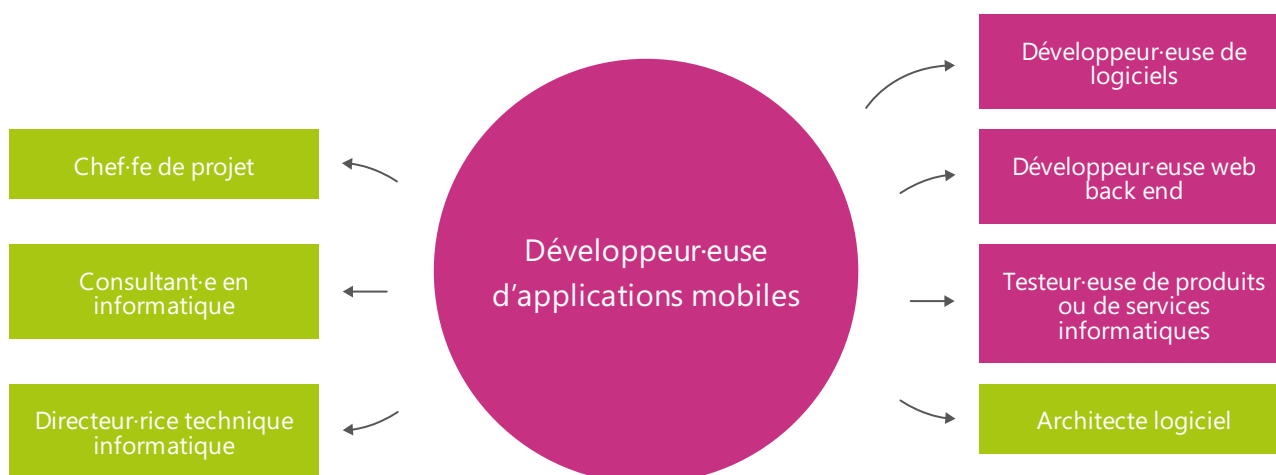 Chef·fe de projet
Consultant·e en
informatique
Directeur·rice technique
informatique
Développeur·euse
d’applications mobiles
Développeur·euse de
logiciels
Développeur·euse web
back end
Testeur·euse de produits
ou de services
informatiques
Architecte logiciel